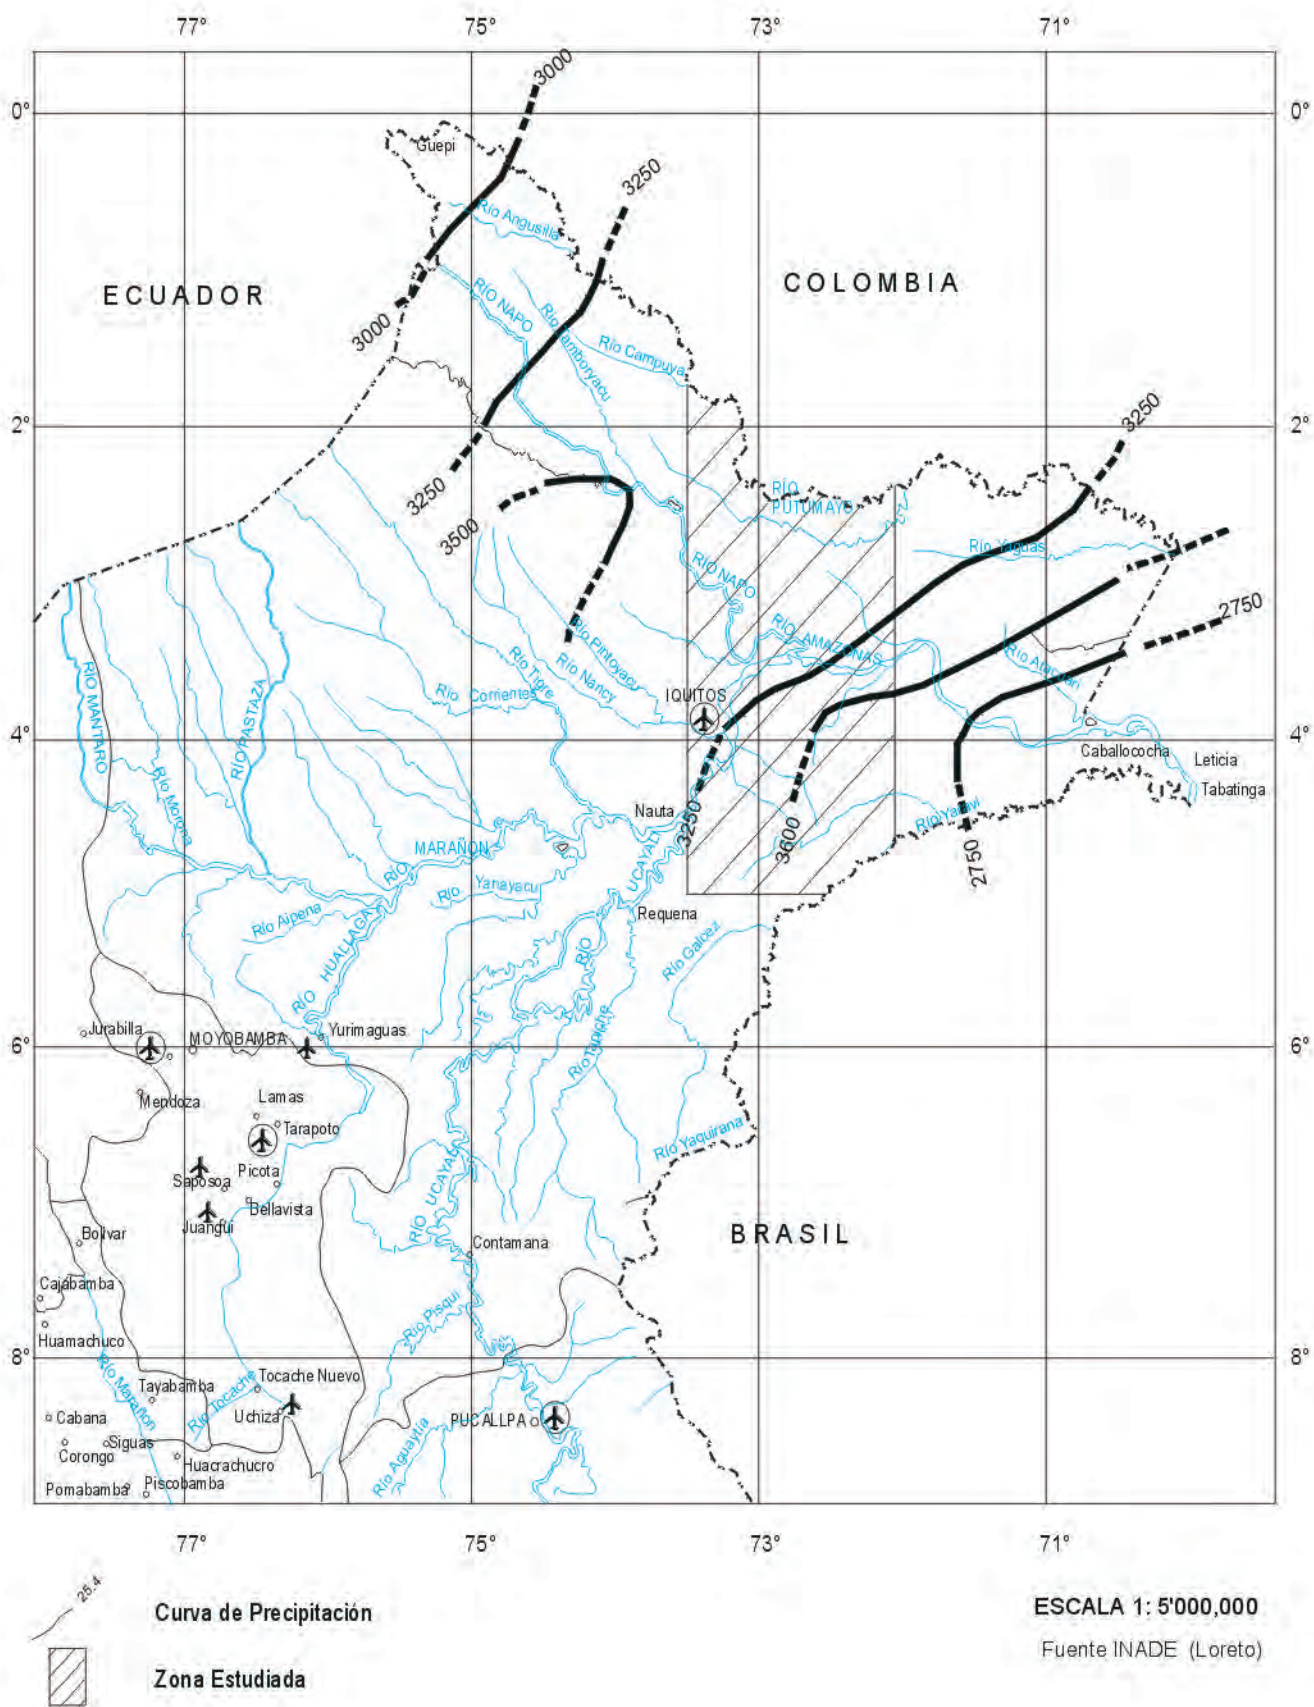 77°
75°
73°
71°
3000
0°
0°
Guepi
3250
Río Angusilla
ECUADOR
COLOMBIA
RÍO NAPO
3000
Río Tamboryacu
Río Campuya
2°
3250
2°
3250
3500
RÍO
PUTUMAYO
Río Yaguas
RÍO NAPO
2750
RÍO AMAZONAS
Río Pintoyacu
Río Nancy
Río Tigre
Río Corrientes
Río Atacuari
RÍO MANTARO
RÍO PASTAZA
IQUITOS
4°
4°
Caballococha
Leticia
Tabatinga
Río Morona
Nauta
3250
3600
2750
Río Yaravi
MARAÑON
RÍO
Río Yanayacu
UCAYALI
RÍO
Requena
Río Aipena
RÍO HUALLAGA
Río Galcez
Jurabilla
MOYOBAMBA
Yurimaguas
Río Tapiche
6°
6°
Mendoza
Lamas
Tarapoto
Río Yaquirana
Saposoa
Picota
Bellavista
Juangui
RÍO UCAYALI
Bolivar
Contamana
BRASIL
Cajabamba
Río Pisqui
Huamachuco
8°
8°
Río Marañon
Tayabamba
Tocache Nuevo
Río Tocache
Uchiza
Cabana
PUCALLPA
Siguas
Corongo
Huacrachucro
Río Aguaytia
Pomabamba
Piscobamba
77°
75°
73°
71°
25.4
Curva de Precipitación
ESCALA 1: 5'000,000
Fuente INADE (Loreto)
Zona Estudiada